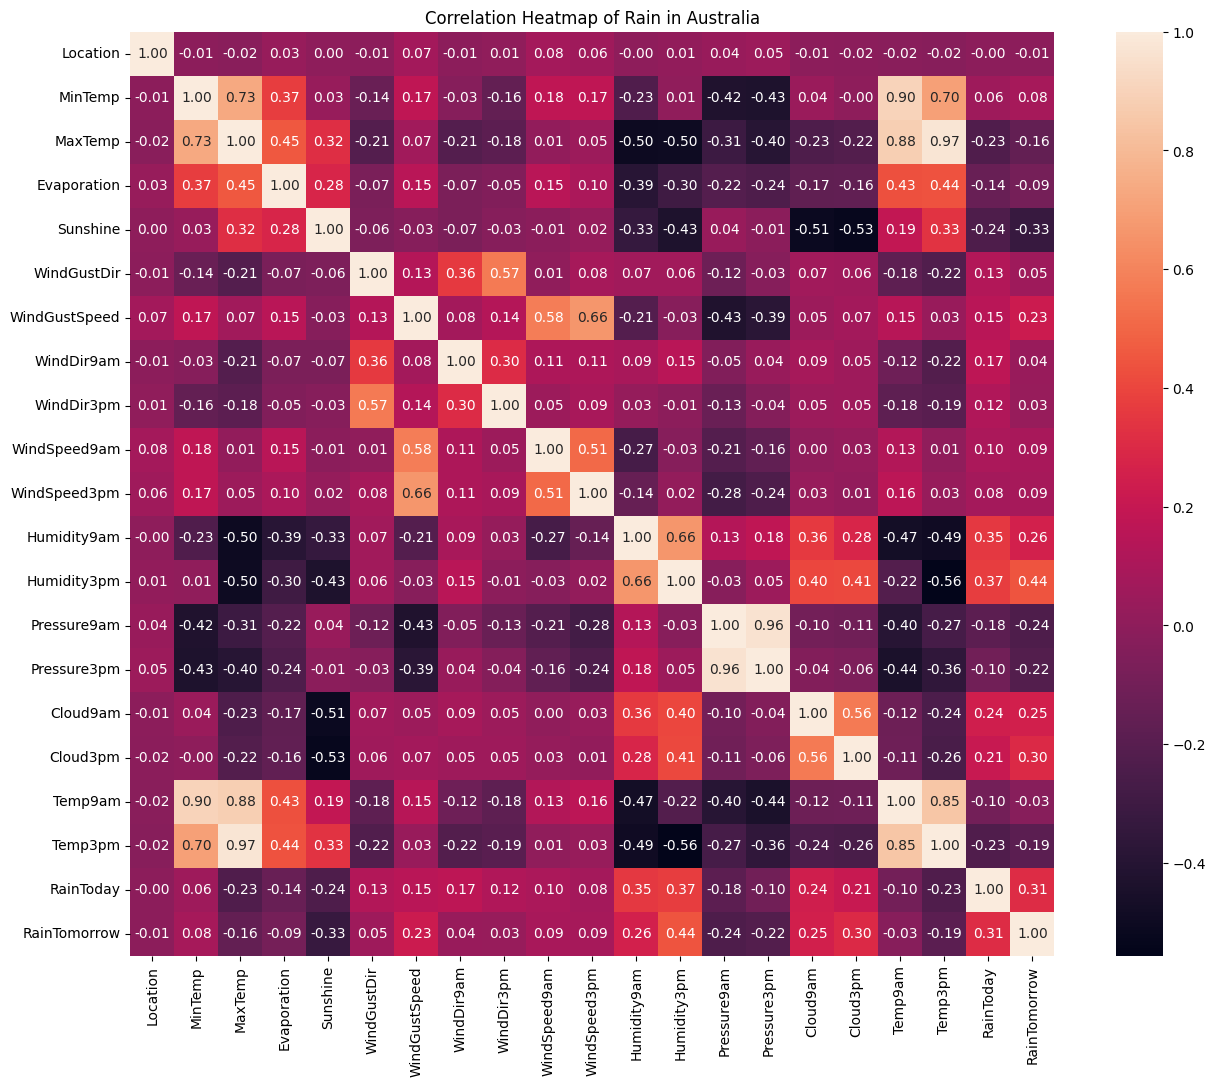 Correlation Heatmap of Rain in Australia
Location 1.00 -0.01 -0.02 0.03 0.00 -0.01 0.07 -0.01 0.01 0.08 0.06 -0.00 0.01 0.04 0.05 -0.01 -0.02 -0.02 -0.02 -0.00 -0.01
MinTemp -0.01 1.00 0.73 0.37 0.03 -0.14 0.17 -0.03 -0.16 0.18 0.17 -0.23 0.01 -0.42 -0.43 0.04 -0.00 0.90 0.70 0.06 0.08
MaxTemp -0.02 0.73 1.00 0.45 0.32 -0.21 0.07 -0.21 -0.18 0.01 0.05 -0.50 -0.50 -0.31 -0.40 -0.23 -0.22 0.88 0.97 -0.23 -0.16
Evaporation 0.03 0.37 0.45 1.00 0.28 -0.07 0.15 -0.07 -0.05 0.15 0.10 -0.39 -0.30 -0.22 -0.24 -0.17 -0.16 0.43 0.44 -0.14 -0.09
Sunshine 0.00 0.03 0.32 0.28 1.00 -0.06 -0.03 -0.07 -0.03 -0.01 0.02 -0.33 -0.43 0.04 -0.01 -0.51 -0.53 0.19 0.33 -0.24 -0.33
WindGustDir -0.01 -0.14 -0.21 -0.07 -0.06 1.00 0.13 0.36 0.57 0.01 0.08 0.07 0.06 -0.12 -0.03 0.07 0.06 -0.18 -0.22 0.13 0.05
WindGustSpeed 0.07 0.17 0.07 0.15 -0.03 0.13 1.00 0.08 0.14 0.58 0.66 -0.21 -0.03 -0.43 -0.39 0.05 0.07 0.15 0.03 0.15 0.23
WindDir9am -0.01 -0.03 -0.21 -0.07 -0.07 0.36 0.08 1.00 0.30 0.11 0.11 0.09 0.15 -0.05 0.04 0.09 0.05 -0.12 -0.22 0.17 0.04
WindDir3pm 0.01 -0.16 -0.18 -0.05 -0.03 0.57 0.14 0.30 1.00 0.05 0.09 0.03 -0.01 -0.13 -0.04 0.05 0.05 -0.18 -0.19 0.12 0.03
WindSpeed9am 0.08 0.18 0.01 0.15 -0.01 0.01 0.58 0.11 0.05 1.00 0.51 -0.27 -0.03 -0.21 -0.16 0.00 0.03 0.13 0.01 0.10 0.09
WindSpeed3pm 0.06 0.17 0.05 0.10 0.02 0.08 0.66 0.11 0.09 0.51 1.00 -0.14 0.02 -0.28 -0.24 0.03 0.01 0.16 0.03 0.08 0.09
Humidity9am -0.00 -0.23 -0.50 -0.39 -0.33 0.07 -0.21 0.09 0.03 -0.27 -0.14 1.00 0.66 0.13 0.18 0.36 0.28 -0.47 -0.49 0.35 0.26
Humidity3pm 0.01 0.01 -0.50 -0.30 -0.43 0.06 -0.03 0.15 -0.01 -0.03 0.02 0.66 1.00 -0.03 0.05 0.40 0.41 -0.22 -0.56 0.37 0.44
Pressure9am 0.04 -0.42 -0.31 -0.22 0.04 -0.12 -0.43 -0.05 -0.13 -0.21 -0.28 0.13 -0.03 1.00 0.96 -0.10 -0.11 -0.40 -0.27 -0.18 -0.24
Pressure3pm 0.05 -0.43 -0.40 -0.24 -0.01 -0.03 -0.39 0.04 -0.04 -0.16 -0.24 0.18 0.05 0.96 1.00 -0.04 -0.06 -0.44 -0.36 -0.10 -0.22
Cloud9am -0.01 0.04 -0.23 -0.17 -0.51 0.07 0.05 0.09 0.05 0.00 0.03 0.36 0.40 -0.10 -0.04 1.00 0.56 -0.12 -0.24 0.24 0.25
Cloud3pm -0.02 -0.00 -0.22 -0.16 -0.53 0.06 0.07 0.05 0.05 0.03 0.01 0.28 0.41 -0.11 -0.06 0.56 1.00 -0.11 -0.26 0.21 0.30
Temp9am -0.02 0.90 0.88 0.43 0.19 -0.18 0.15 -0.12 -0.18 0.13 0.16 -0.47 -0.22 -0.40 -0.44 -0.12 -0.11 1.00 0.85 -0.10 -0.03
Temp3pm -0.02 0.70 0.97 0.44 0.33 -0.22 0.03 -0.22 -0.19 0.01 0.03 -0.49 -0.56 -0.27 -0.36 -0.24 -0.26 0.85 1.00 -0.23 -0.19
RainToday -0.00 0.06 -0.23 -0.14 -0.24 0.13 0.15 0.17 0.12 0.10 0.08 0.35 0.37 -0.18 -0.10 0.24 0.21 -0.10 -0.23 1.00 0.31
RainTomorrow -0.01 0.08 -0.16 -0.09 -0.33 0.05 0.23 0.04 0.03 0.09 0.09 0.26 0.44 -0.24 -0.22 0.25 0.30 -0.03 -0.19 0.31 1.00
Location
MinTemp
MaxTemp
Evaporation
Sunshine
WindGustDir
WindGustSpeed
WindDir9am
WindDir3pm
WindSpeed9am
WindSpeed3pm
Humidity9am
Humidity3pm
Pressure9am
Pressure3pm
Cloud9am
Cloud3pm
Temp9am
Temp3pm
RainToday
RainTomorrow
1.0
0.8
0.6
0.4
0.2
0.0
−0.2
−0.4